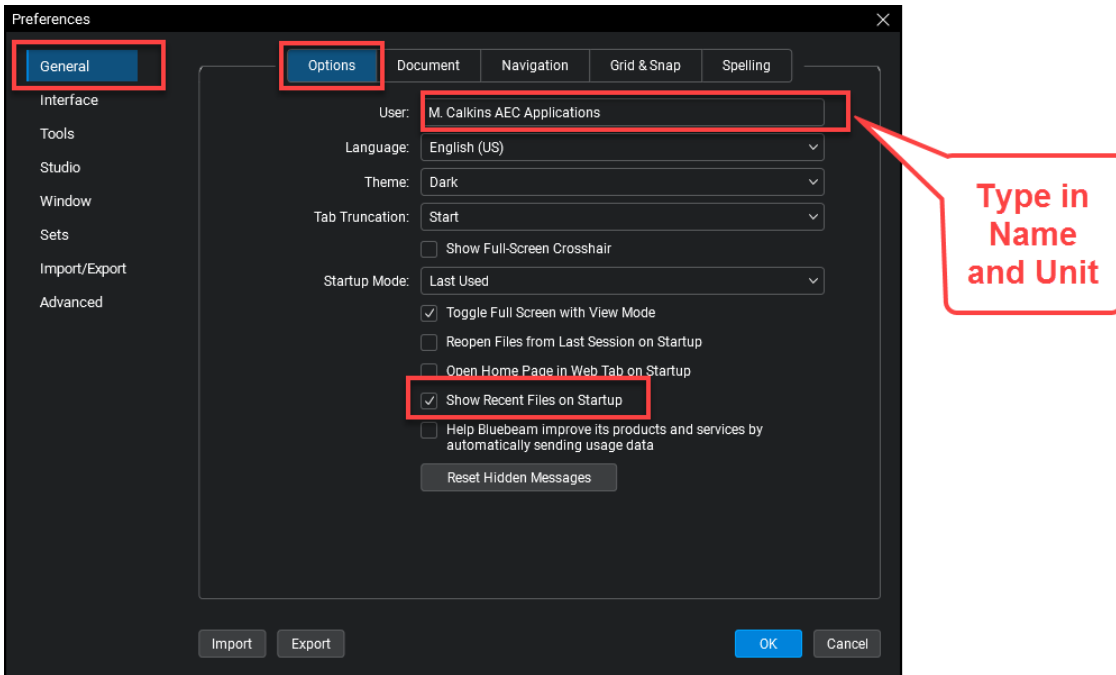 Preferences
General
Interface
Tools
Studio
Window
Sets
Import/Export
Advanced
Options
Document
Navigation
Grid & Snap
Spelling
User: M. Calkins AEC Applications
Language: English (US)
Theme: Dark
Tab Truncation: Start
Show Full-Screen Crosshair
Startup Mode: Last Used
Toggle Full Screen with View Mode
Reopen Files from Last Session on Startup
Open Home Page in Web Tab on Startup
Show Recent Files on Startup
Help Bluebeam improve its products and services by
automatically sending usage data
Reset Hidden Messages
Import
Export
OK
Cancel
Type in
Name
and Unit